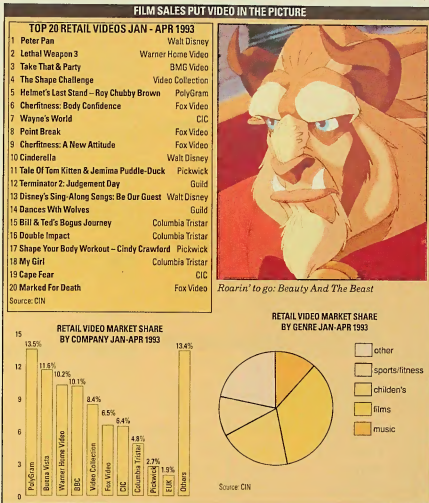 FILM SALES PUT VIDEO IN THE PICTURE
TOP 20 RETAIL VIDEOS JAN - APR 1993
1 Peter Pan Walt Disney
2 Lethal Weapon 3 Warner Home Video
3 Take That & Party BMG Video
4 The Shape Challenge Video Collection
5 Helmet's Last Stand – Roy Chubby Brown PolyGram
6 Cherfitness: Body Confidence Fox Video
7 Wayne's World CIC
8 Point Break Fox Video
9 Cherfitness: A New Attitude Fox Video
10 Cinderella Walt Disney
11 Tale Of Tom Kitten & Jemima Puddle-Duck Pickwick
12 Terminator 2: Judgement Day Guild
13 Disney's Sing-Along Songs: Be Our Guest Walt Disney
14 Dances Wth Wolves Guild
15 Bill & Ted's Bogus Journey Columbia Tristar
16 Double Impact Columbia Tristar
17 Shape Your Body Workout – Cindy Crawford Pickwick
18 My Girl Columbia Tristar
19 Cape Fear CIC
20 Marked For Death Fox Video
Source: CIN
Roarin' to go: Beauty And The Beast
RETAIL VIDEO MARKET SHARE
BY COMPANY JAN-APR 1993
15
12
9
6
3
0
13.5%
11.6%
10.2%
10.1%
8.4%
6.5%
6.4%
4.8%
2.7%
1.9%
13.4%
PolyGram
Buena Vista
Warner Home Video
BBC
Video Collection
Fox Video
CIC
Columbia Tristar
Pickwick
EUK
Others
RETAIL VIDEO MARKET SHARE
BY GENRE JAN-APR 1993
other
sports/fitness
childen's
films
music
Source: CIN